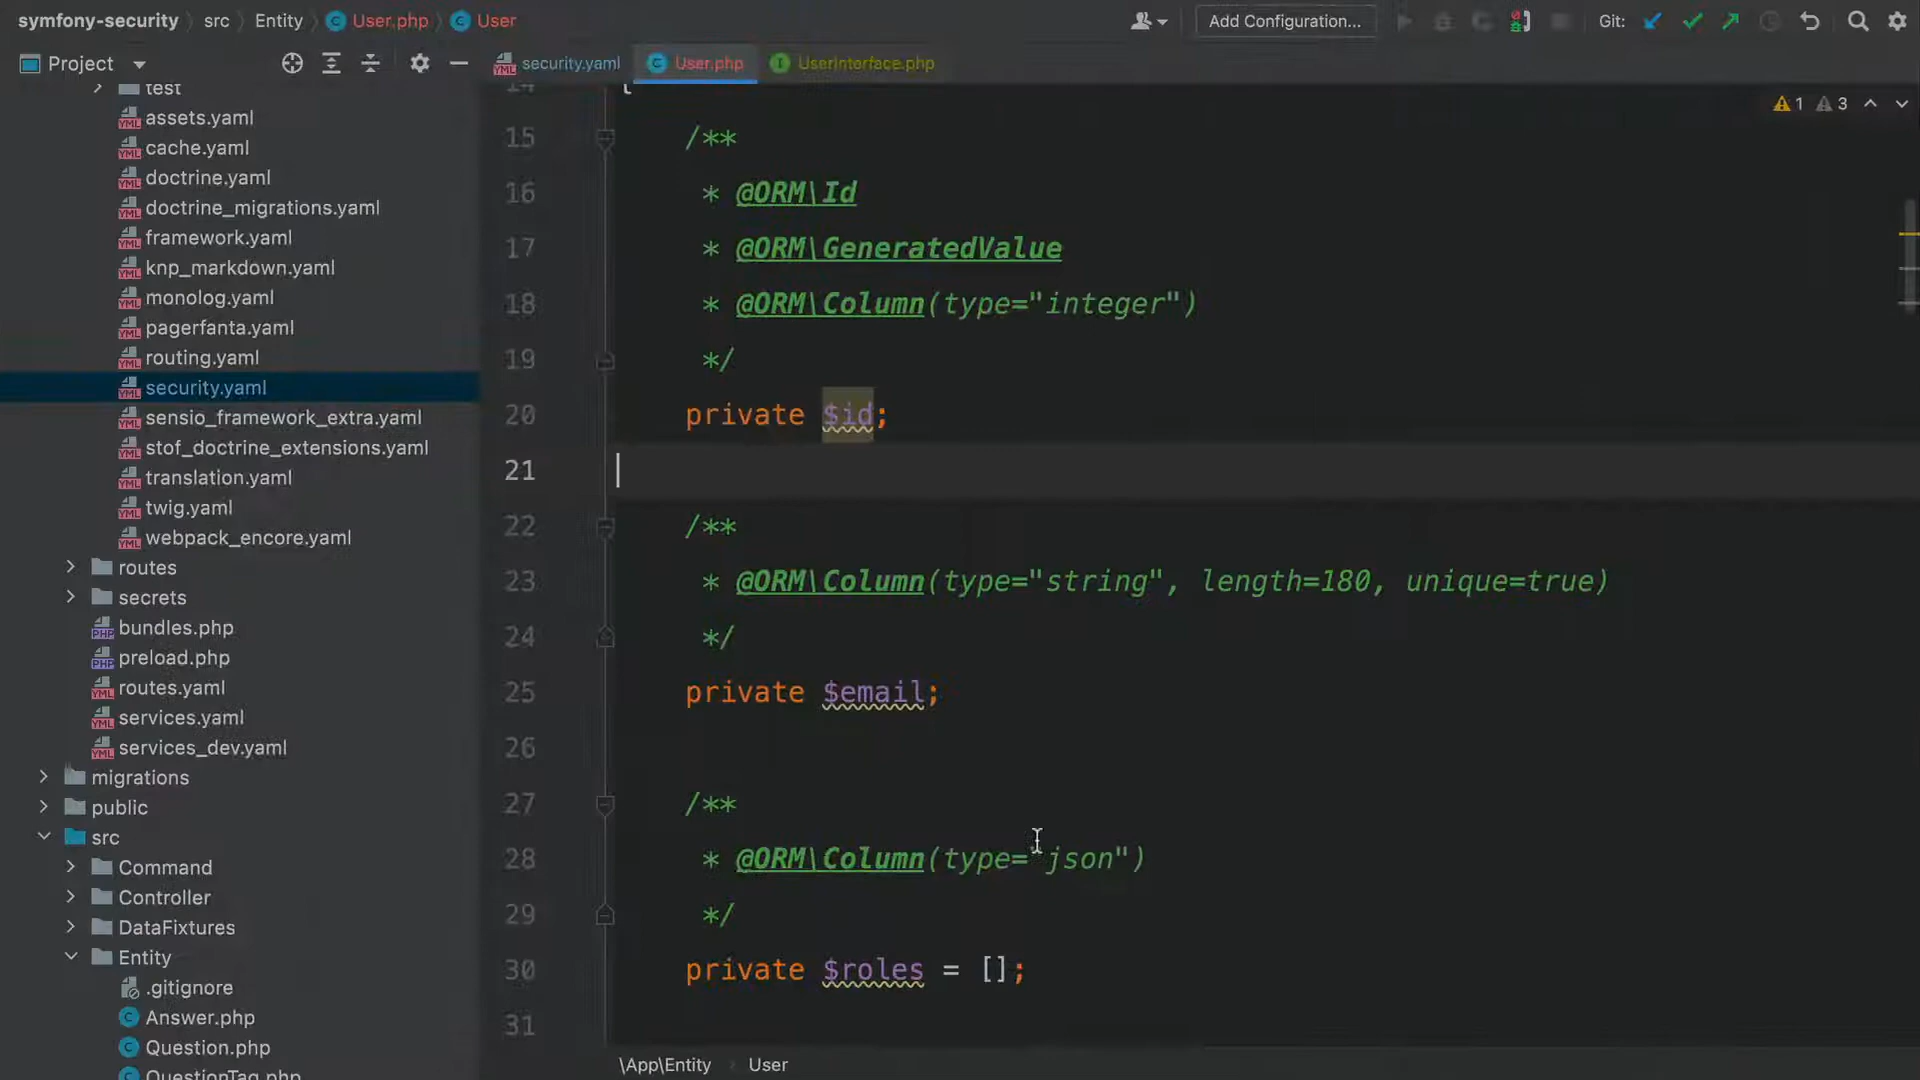 symfony-security src Entity User.php User
Add Configuration... Git:
Project
security.yaml User.php UserInterface.php
1 3
test
assets.yaml
cache.yaml
doctrine.yaml
doctrine_migrations.yaml
framework.yaml
knp_markdown.yaml
monolog.yaml
pagerfanta.yaml
routing.yaml
security.yaml
sensio_framework_extra.yaml
stof_doctrine_extensions.yaml
translation.yaml
twig.yaml
webpack_encore.yaml
routes
secrets
bundles.php
preload.php
routes.yaml
services.yaml
services_dev.yaml
migrations
public
src
Command
Controller
DataFixtures
Entity
.gitignore
Answer.php
Question.php
QuestionTag.php
14 {
15 /**
16 * @ORM\Id
17 * @ORM\GeneratedValue
18 * @ORM\Column(type="integer")
19 */
20 private $id;
21
22 /**
23 * @ORM\Column(type="string", length=180, unique=true)
24 */
25 private $email;
26
27 /**
28 * @ORM\Column(type="json")
29 */
30 private $roles = [];
31
\App\Entity User